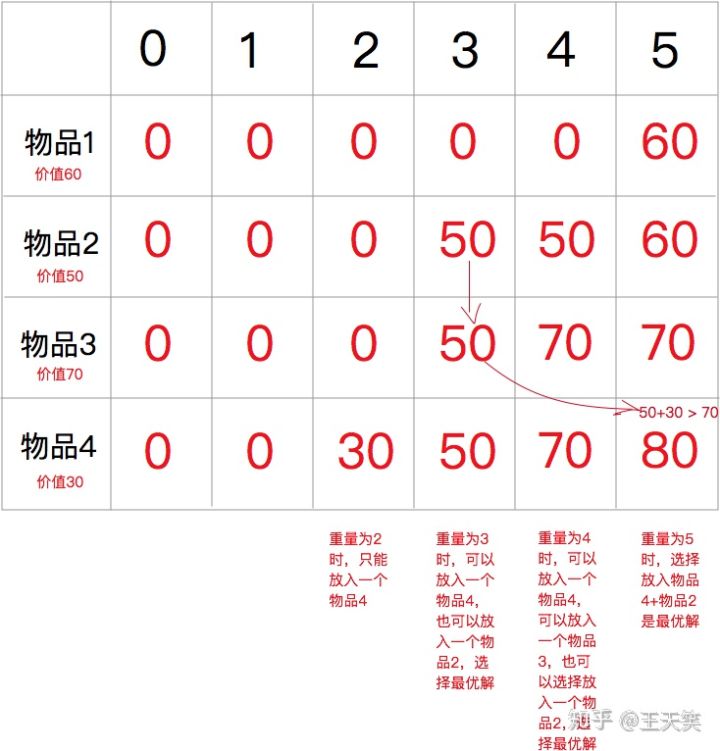 0 1 2 3 4 5
物品1 0 0 0 0 0 60
价值60
物品2 0 0 0 50 50 60
价值50
物品3 0 0 0 50 70 70
价值70
50+30 > 70
物品4 0 0 30 50 70 80
价值30
重量为2
时，只能
放入一个
物品4
重量为3
时，可以
放入一个
物品4，
也可以放
入一个物
品2，选
择最优解
重量为4
时，可以
放入一个
物品4，
可以放入
一个物品
3，也可
以选择放
入一个物
品2，选
择最优解
重量为5
时，选择
放入物品
4+物品2
是最优解
知乎 @王天笑